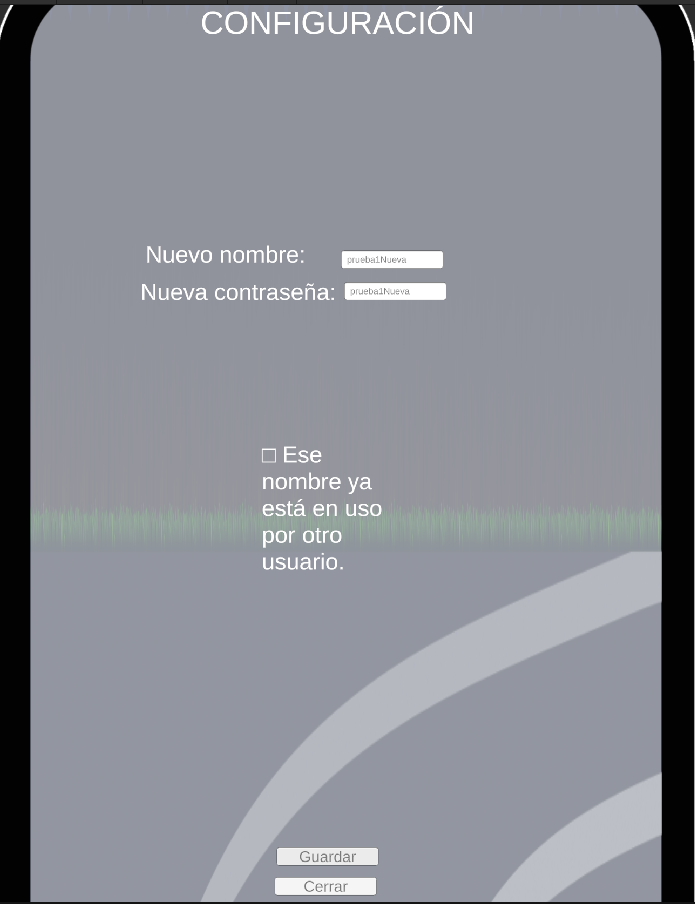 CONFIGURACIÓN
Nuevo nombre: prueba1Nueva
Nueva contraseña: prueba1Nueva
□ Ese
nombre ya
está en uso
por otro
usuario.
Guardar
Cerrar